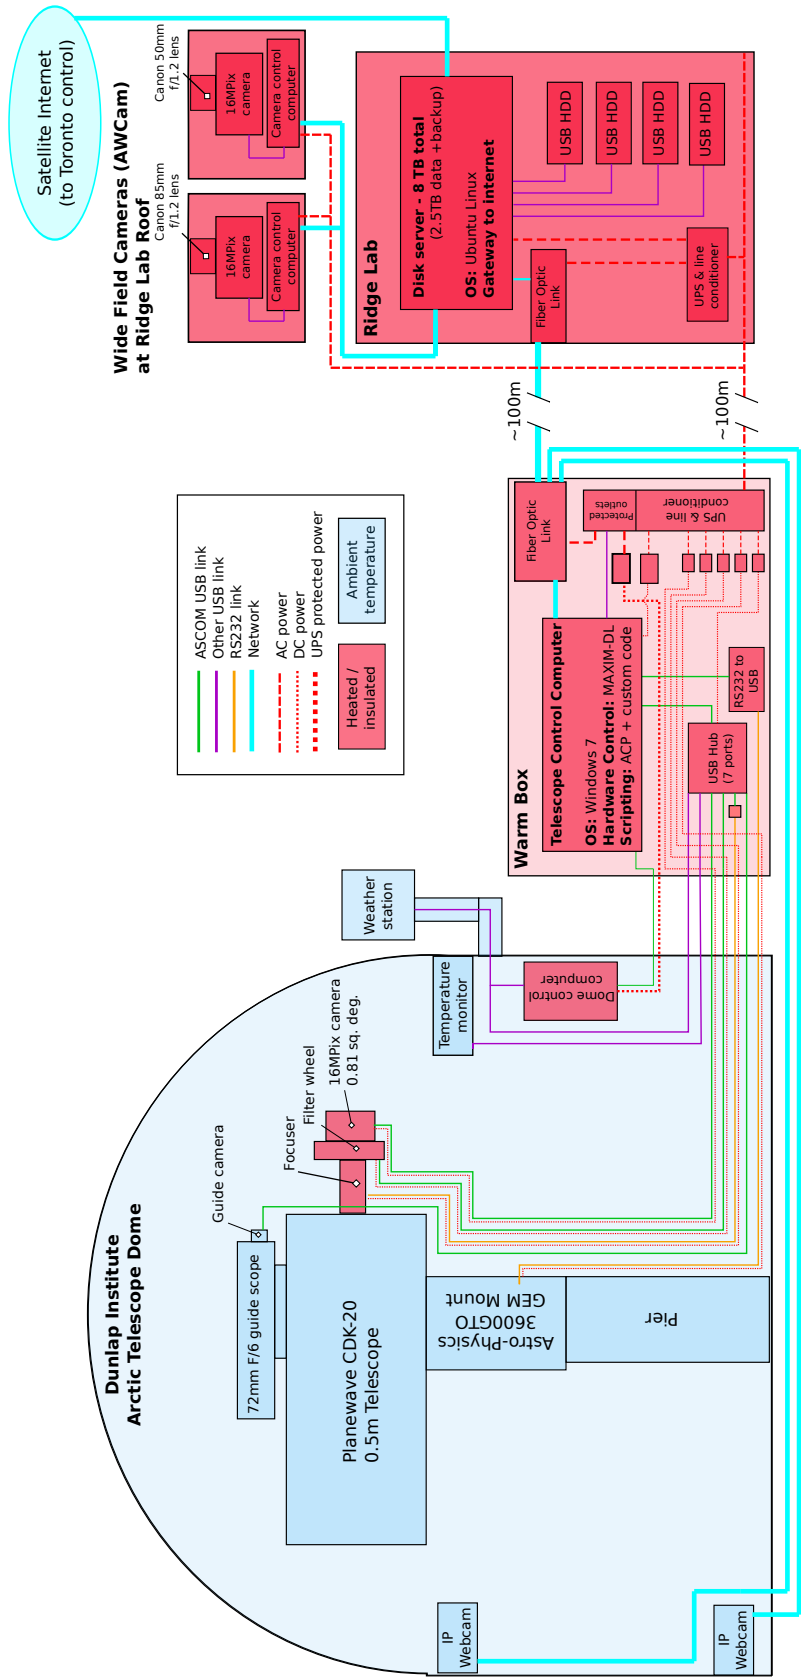 Satellite Internet
(to Toronto control)
Wide Field Cameras (AWCam)
at Ridge Lab Roof
Canon 85mm
f/1.2 lens
16MPix
camera
Camera control
computer
Canon 50mm
f/1.2 lens
16MPix
camera
Camera control
computer
Ridge Lab
Disk server - 8 TB total
(2.5TB data +backup)
OS: Ubuntu Linux
Gateway to internet
Fiber Optic
Link
USB HDD
USB HDD
USB HDD
USB HDD
UPS & line
conditioner
~100m
~100m
ASCOM USB link
Other USB link
RS232 link
Network
AC power
DC power
UPS protected power
Heated /
insulated
Ambient
temperature
Warm Box
Telescope Control Computer
OS: Windows 7
Hardware Control: MAXIM-DL
Scripting: ACP + custom code
Fiber Optic
Link
Protected
outlets
UPS & line
conditioner
USB Hub
(7 ports)
RS232 to
USB
Weather
station
Temperature
monitor
Dome control
computer
Dunlap Institute
Arctic Telescope Dome
Guide camera
Focuser
Filter wheel
16MPix camera
0.81 sq. deg.
72mm F/6 guide scope
Planewave CDK-20
0.5m Telescope
Astro-Physics
3600GTO
GEM Mount
Pier
IP
Webcam
IP
Webcam